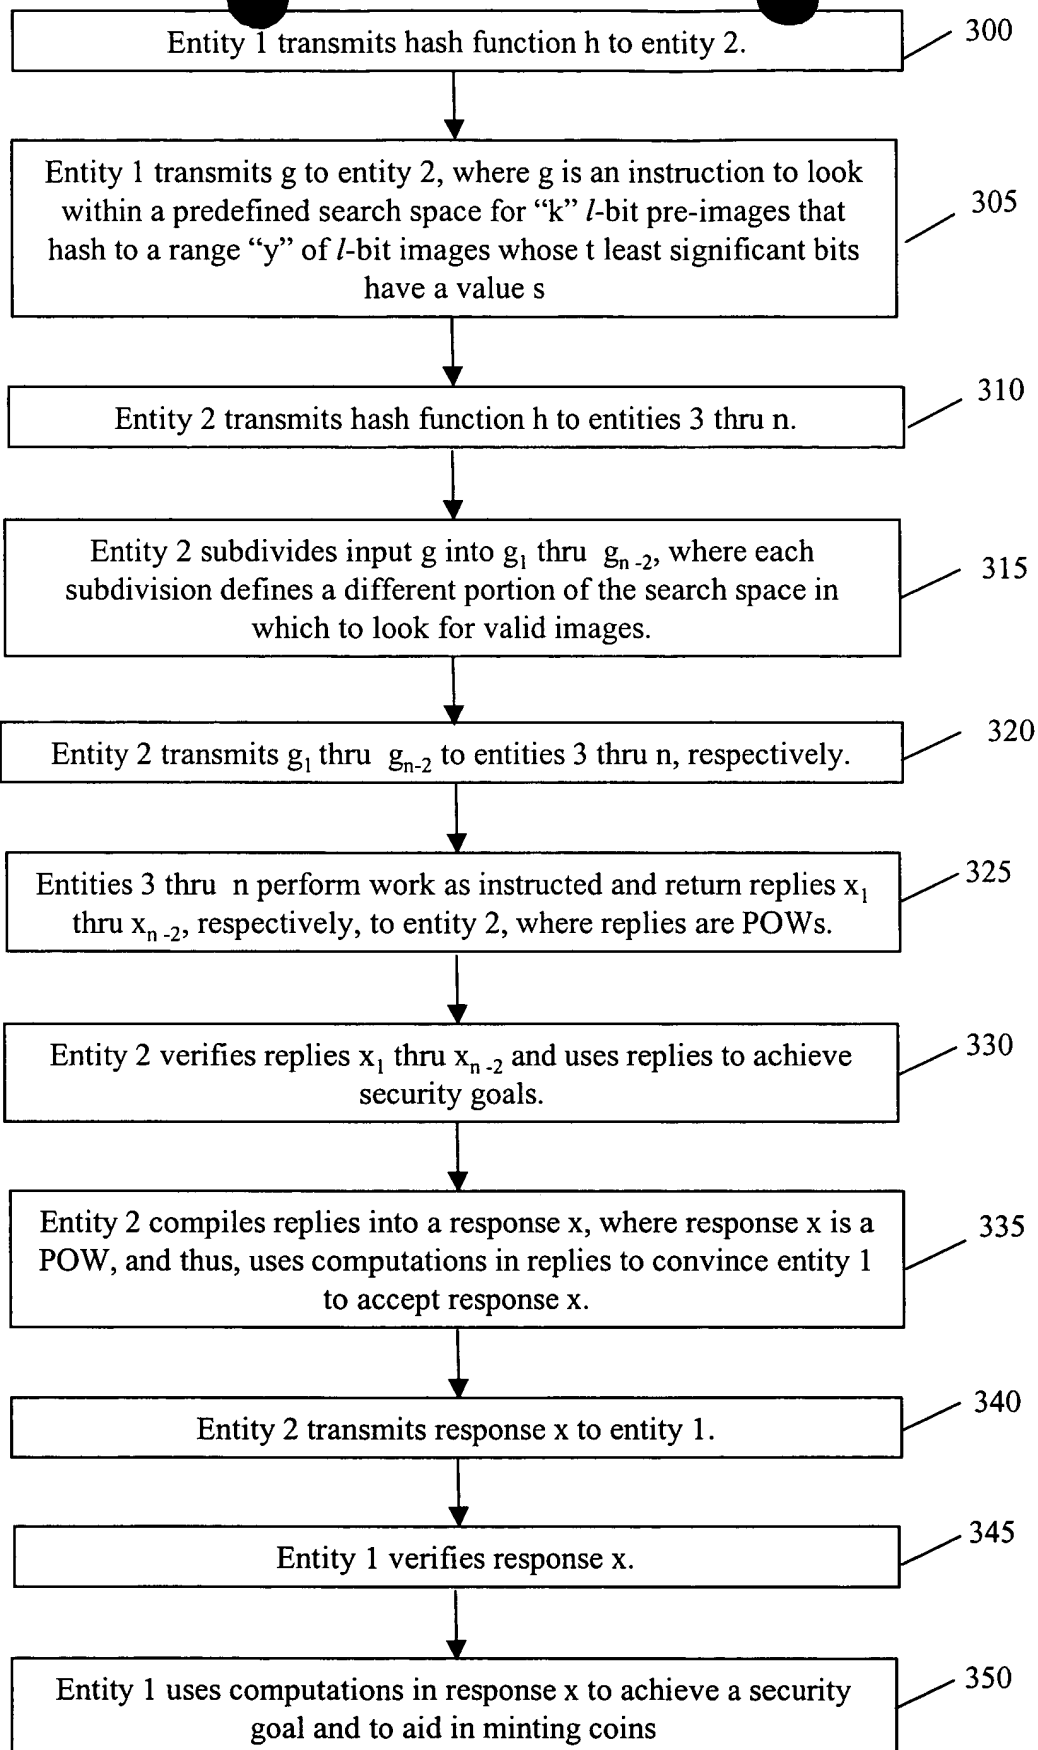 Entity 1 transmits hash function h to entity 2.
300
Entity 1 transmits g to entity 2, where g is an instruction to look
within a predefined search space for “k” l-bit pre-images that
hash to a range “y” of l-bit images whose t least significant bits
have a value s
305
Entity 2 transmits hash function h to entities 3 thru n.
310
Entity 2 subdivides input g into g1 thru g n-2, where each
subdivision defines a different portion of the search space in
which to look for valid images.
315
Entity 2 transmits g1 thru gn-2 to entities 3 thru n, respectively.
320
Entities 3 thru n perform work as instructed and return replies x1
thru xn-2, respectively, to entity 2, where replies are POWs.
325
Entity 2 verifies replies x1 thru xn-2 and uses replies to achieve
security goals.
330
Entity 2 compiles replies into a response x, where response x is a
POW, and thus, uses computations in replies to convince entity 1
to accept response x.
335
Entity 2 transmits response x to entity 1.
340
Entity 1 verifies response x.
345
Entity 1 uses computations in response x to achieve a security
goal and to aid in minting coins
350